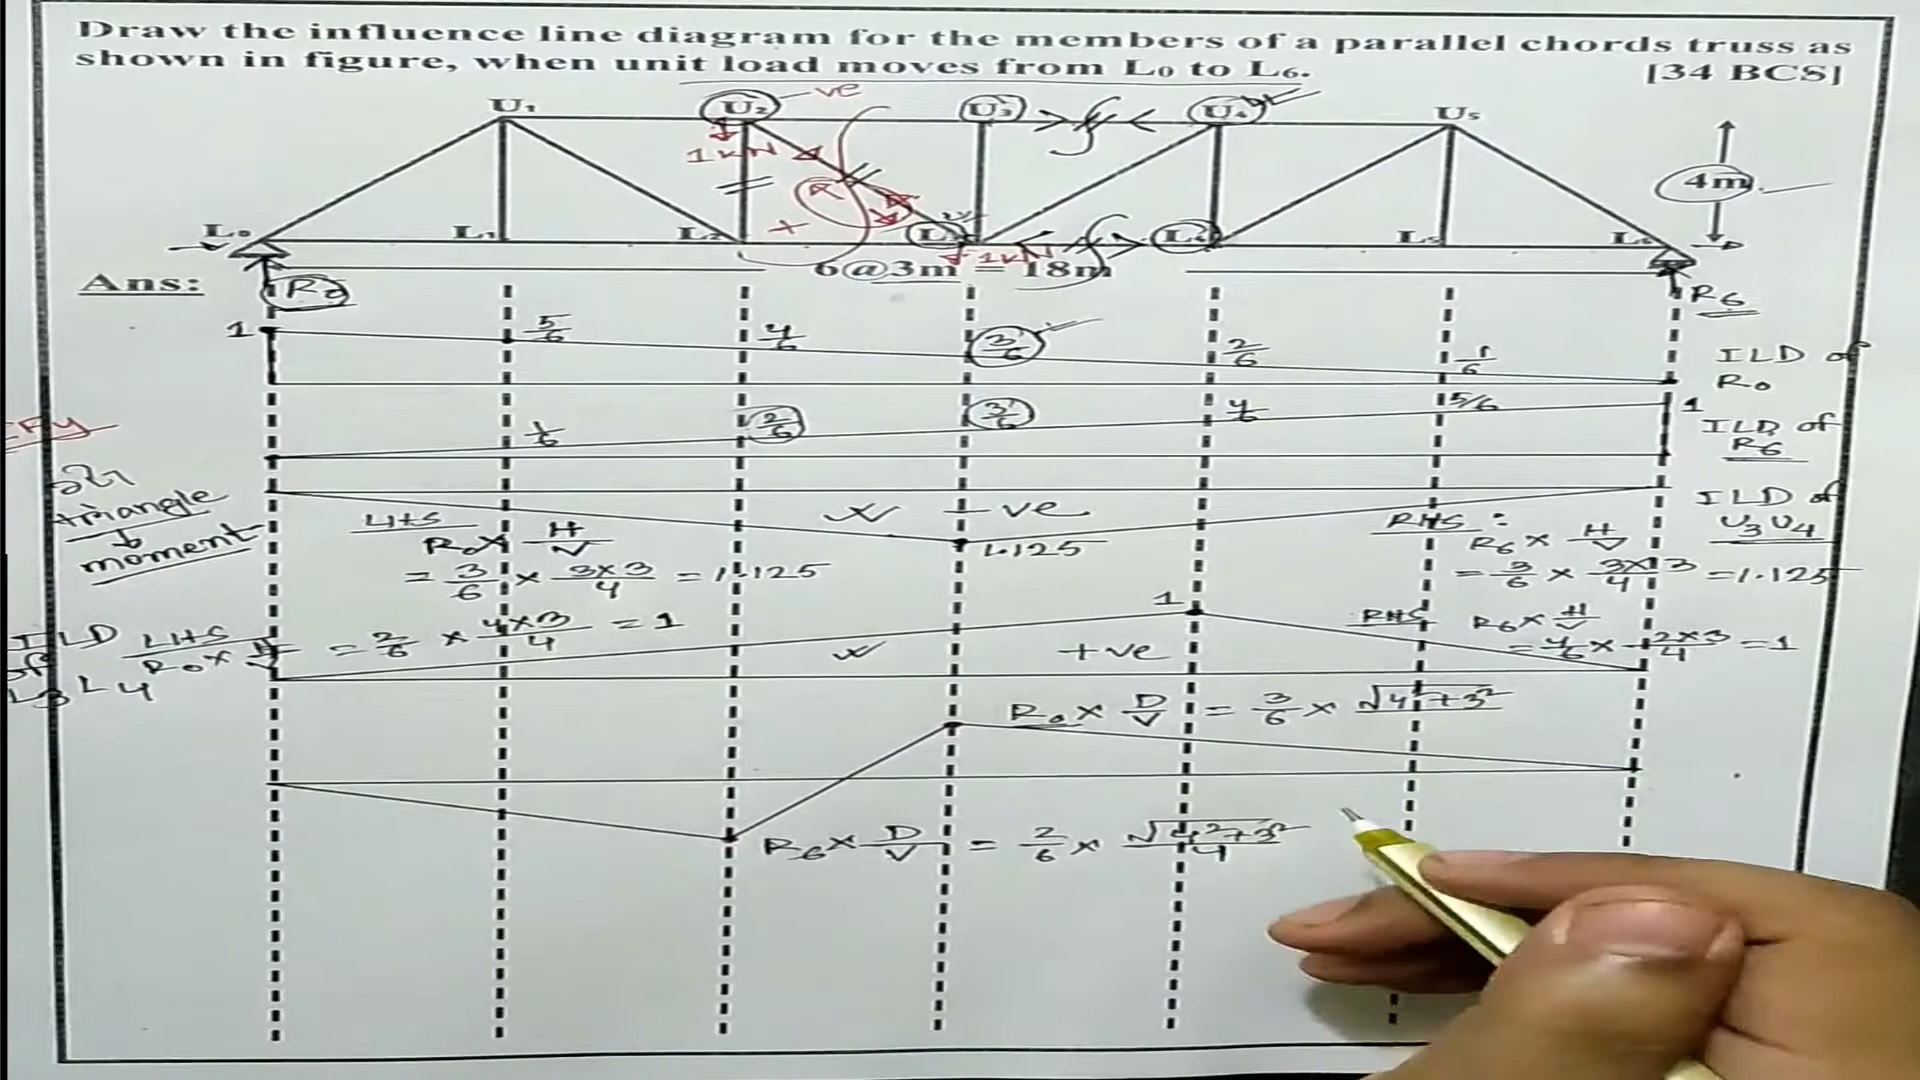 Draw the influence line diagram for the members of a parallel chords truss as
shown in figure, when unit load moves from L₀ to L₆. [34 BCS]
U₁ U₂ -ve U₃ U₄ U₅
1kN
4m
+
L₀ L₁ L₂ L₃ L₄ L₅ L₆
1kN
6@3m = 18m
Ans:
R₀ R₆
1 5/6 4/6 3/6 2/6 1/6 ILD of
R₀
1/6 2/6 3/6 4/6 5/6 1 ILD of
R₆
triangle
moment
-ve ILD of
U₃U₄
LHS
R₀ × H/V
= 3/6 × 3×3/4 = 1.125
1.125
RHS:
R₆ × H/V
= 3/6 × 3×3/4 = 1.125
ILD of L₃L₄
LHS
R₀ × H/V = 2/6 × 4×3/4 = 1
1
+ve
RHS R₆ × H/V
= 4/6 × 2×3/4 = 1
R₀ × D/V = 3/6 × √4²+3²
R₆ × D/V = 2/6 × √4²+3²/4